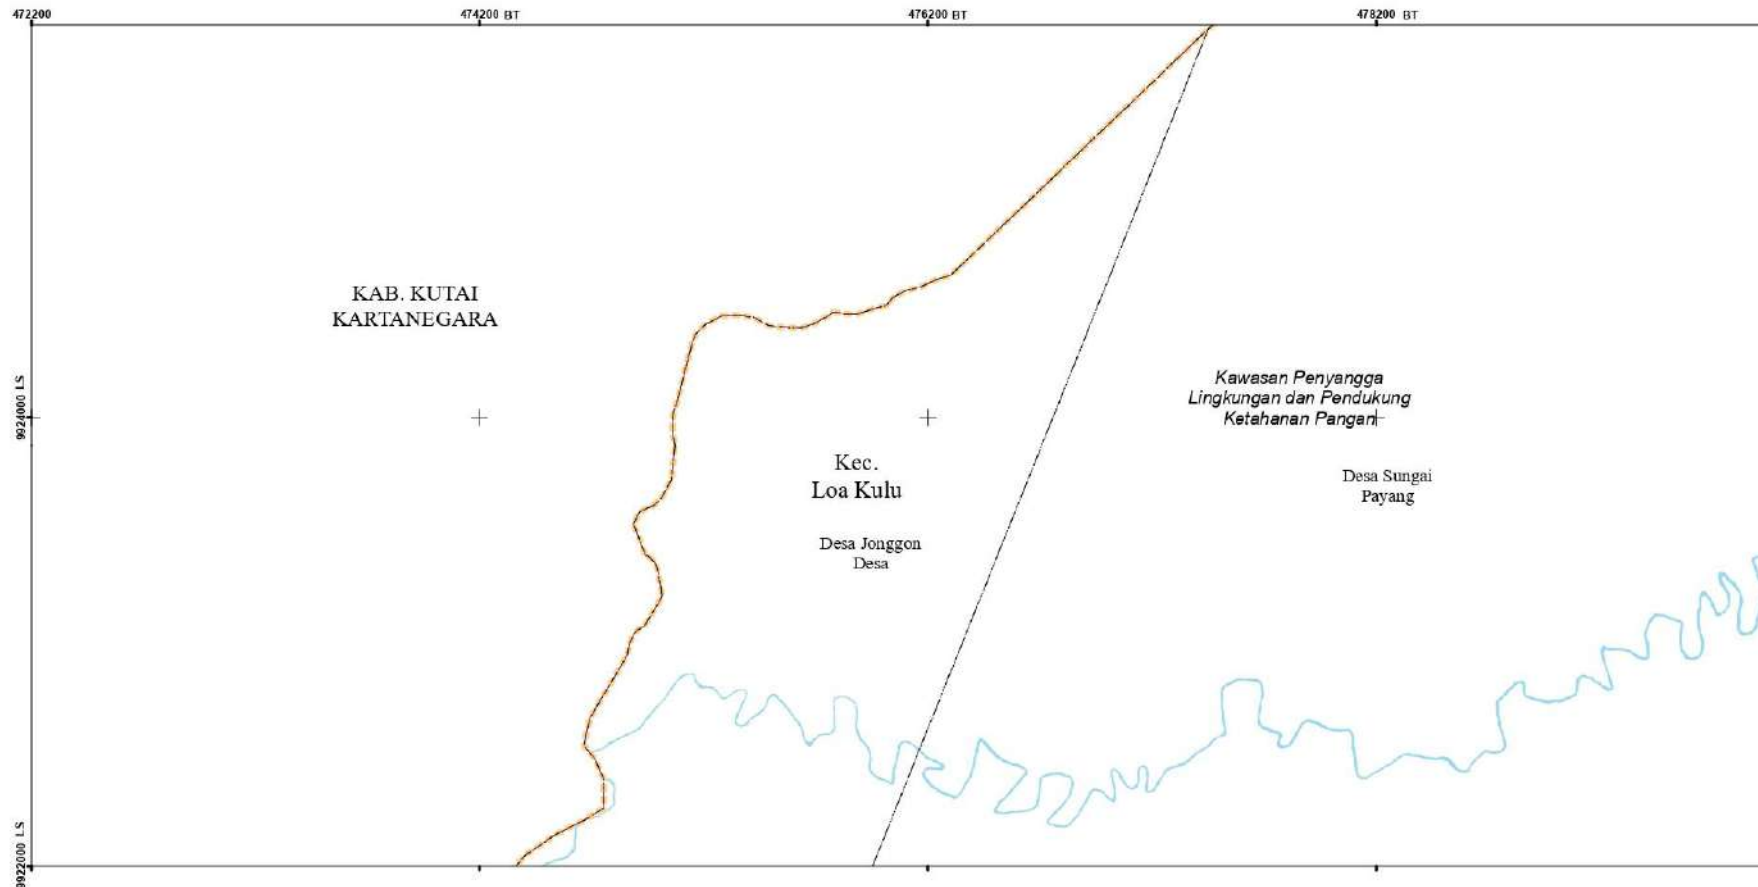 472200
474200 BT
476200 BT
478200 BT
KAB. KUTAI
KARTANEGARA
Kawasan Penyangga
Lingkungan dan Pendukung
Ketahanan Pangan
9924000 LS
Kec.
Loa Kulu
Desa Sungai
Payang
Desa Jonggon
Desa
9922000 LS